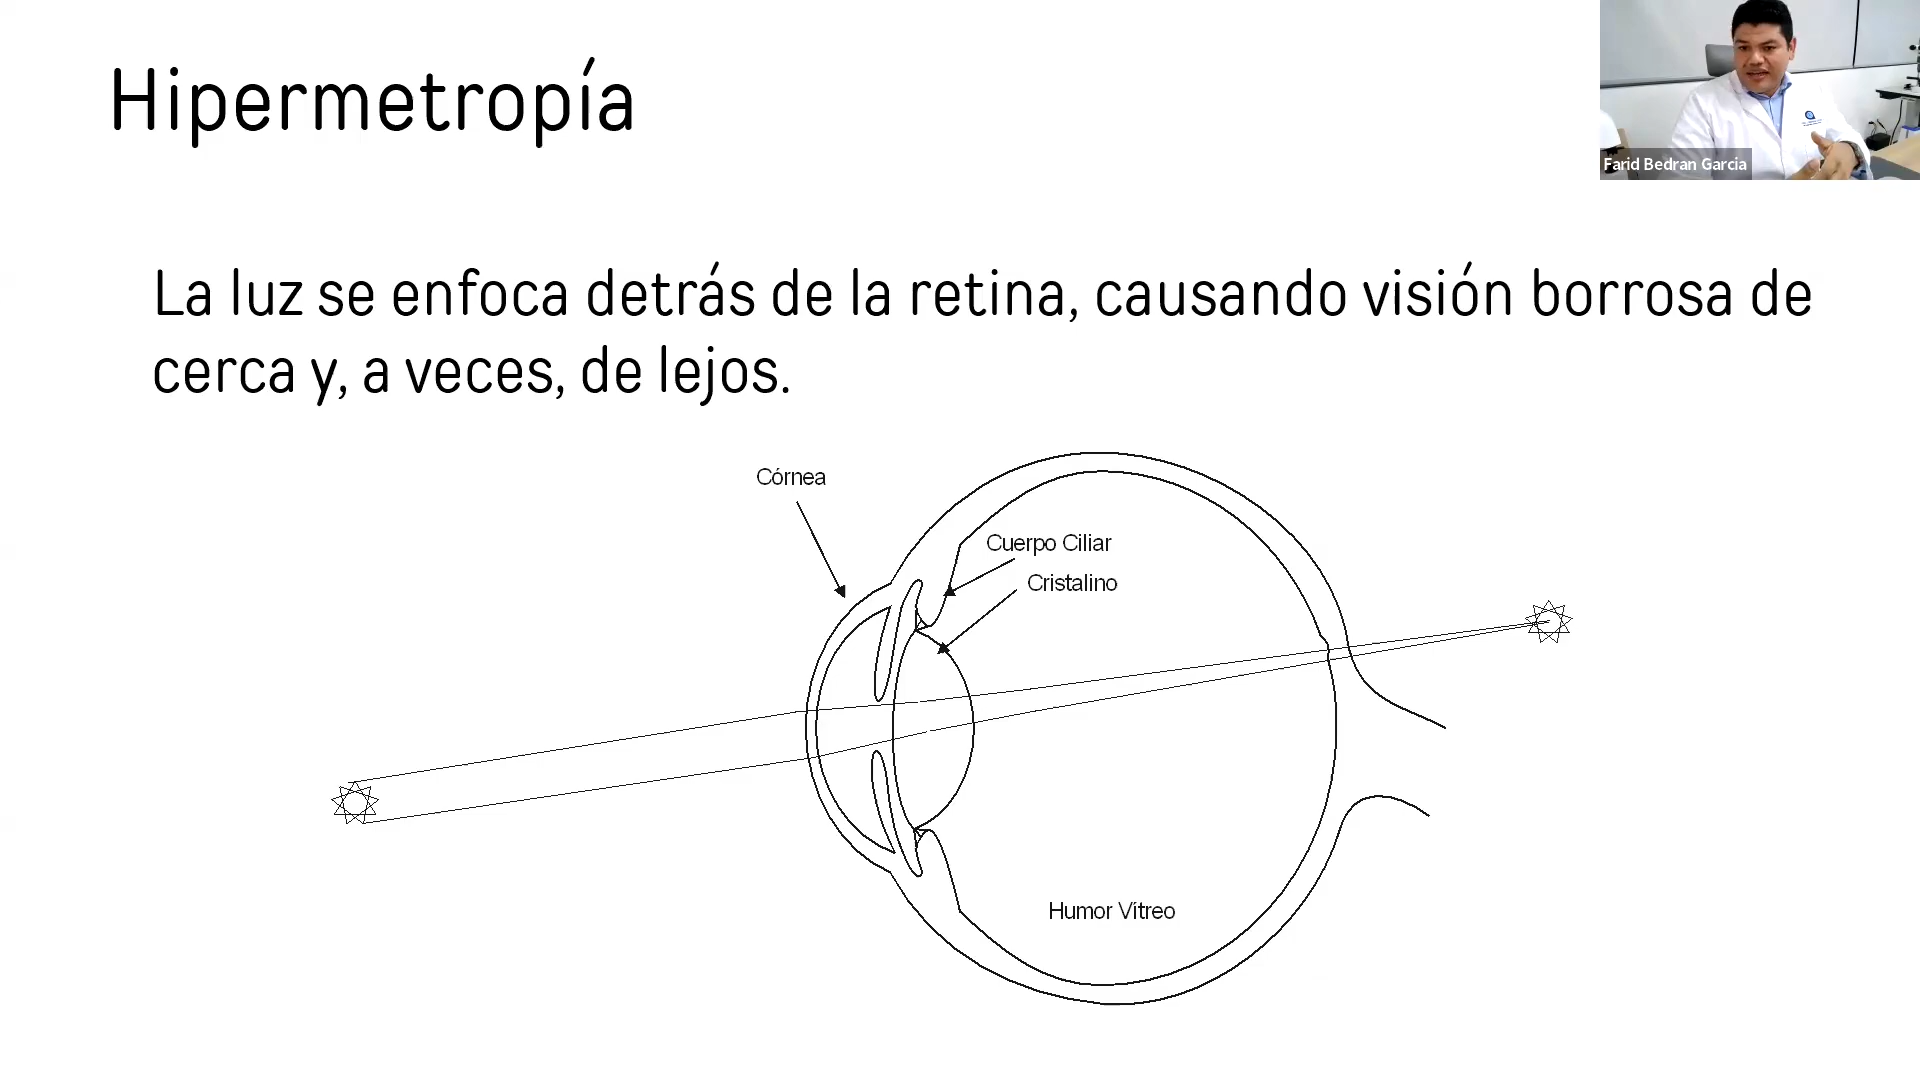 Hipermetropía
Farid Bedran Garcia
La luz se enfoca detrás de la retina, causando visión borrosa de
cerca y, a veces, de lejos.
Córnea
Cuerpo Ciliar
Cristalino
Humor Vítreo